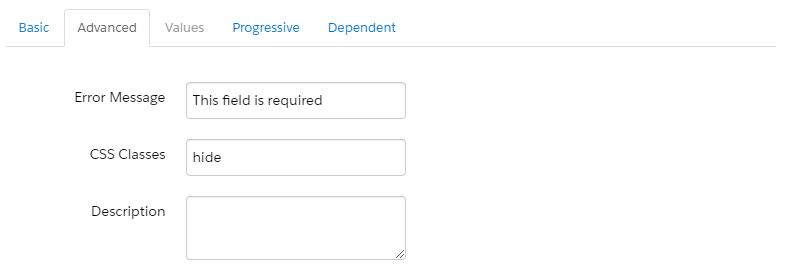 Basic Advanced Values Progressive Dependent
Error Message This field is required
CSS Classes hide
Description